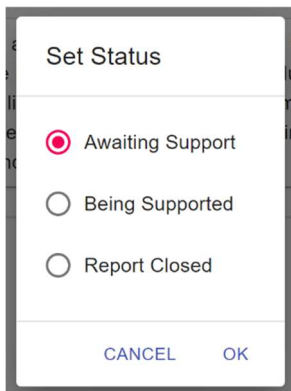 Set Status
Awaiting Support
Being Supported
Report Closed
CANCEL OK